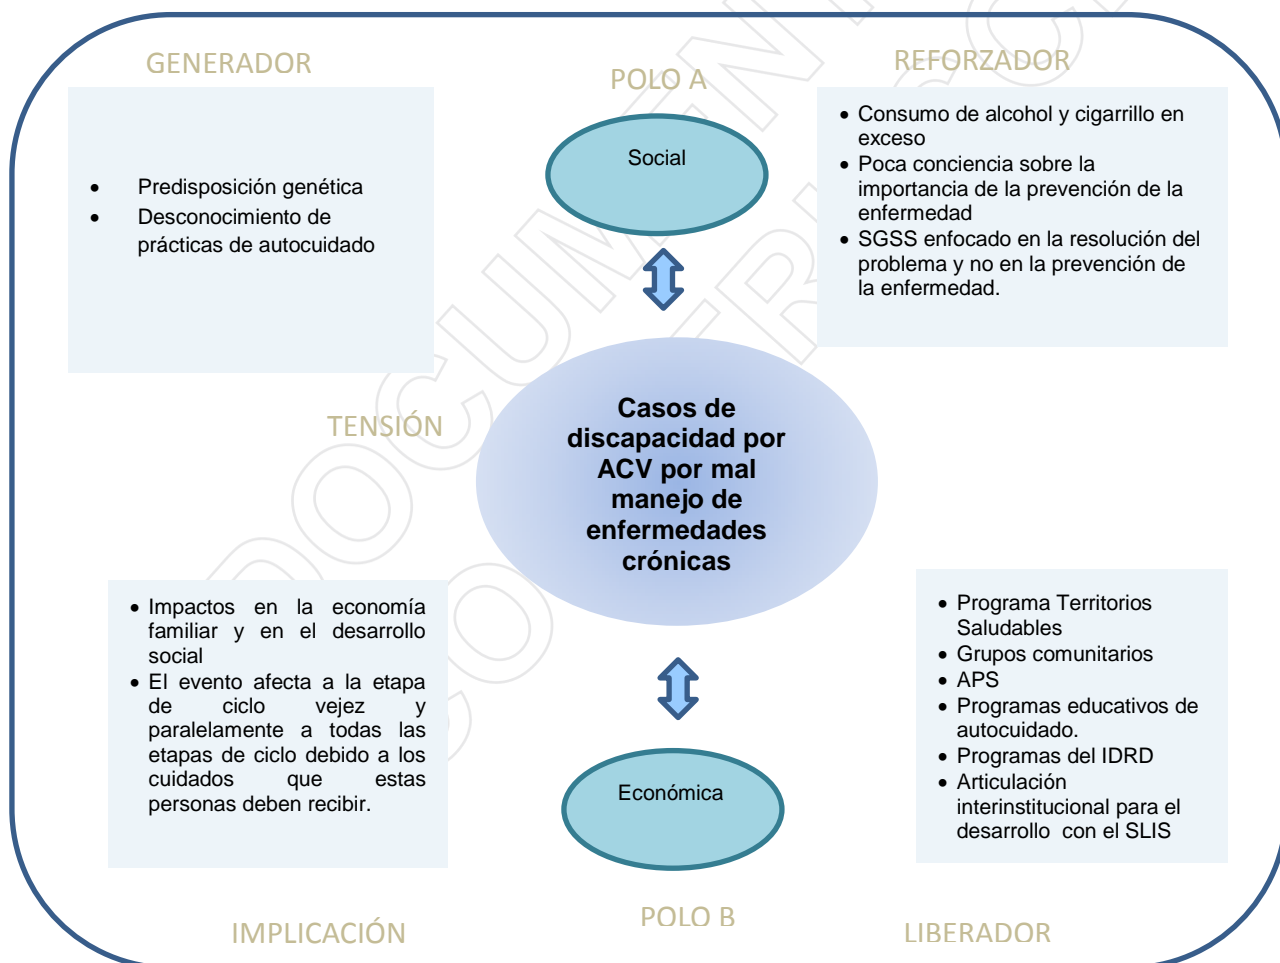 GENERADOR
POLO A
REFORZADOR
• Predisposición genética
• Desconocimiento de
prácticas de autocuidado
Social
• Consumo de alcohol y cigarrillo en
exceso
• Poca conciencia sobre la
importancia de la prevención de la
enfermedad
• SGSS enfocado en la resolución del
problema y no en la prevención de
la enfermedad.
TENSIÓN
Casos de
discapacidad por
ACV por mal
manejo de
enfermedades
crónicas
• Impactos en la economía
familiar y en el desarrollo
social
• El evento afecta a la etapa
de ciclo vejez y
paralelamente a todas las
etapas de ciclo debido a los
cuidados que estas
personas deben recibir.
Económica
• Programa Territorios
Saludables
• Grupos comunitarios
• APS
• Programas educativos de
autocuidado.
• Programas del IDRD
• Articulación
interinstitucional para el
desarrollo con el SLIS
IMPLICACIÓN
POLO B
LIBERADOR